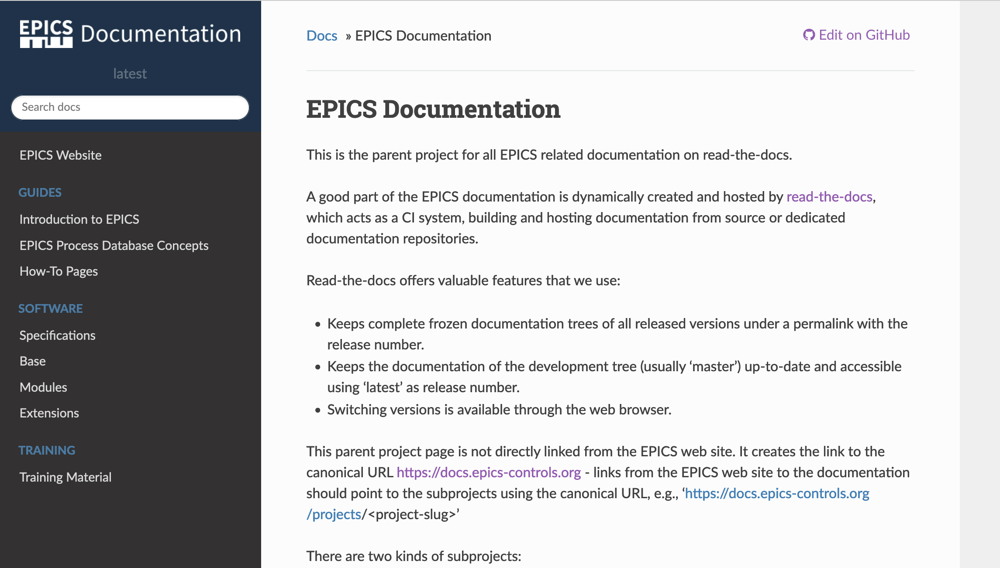 EPICS Documentation
latest
Search docs
EPICS Website
GUIDES
Introduction to EPICS
EPICS Process Database Concepts
How-To Pages
SOFTWARE
Specifications
Base
Modules
Extensions
TRAINING
Training Material
Docs » EPICS Documentation
Edit on GitHub
EPICS Documentation
This is the parent project for all EPICS related documentation on read-the-docs.
A good part of the EPICS documentation is dynamically created and hosted by read-the-docs,
which acts as a CI system, building and hosting documentation from source or dedicated
documentation repositories.
Read-the-docs offers valuable features that we use:
• Keeps complete frozen documentation trees of all released versions under a permalink with the
release number.
• Keeps the documentation of the development tree (usually ‘master’) up-to-date and accessible
using ‘latest’ as release number.
• Switching versions is available through the web browser.
This parent project page is not directly linked from the EPICS web site. It creates the link to the
canonical URL https://docs.epics-controls.org - links from the EPICS web site to the documentation
should point to the subprojects using the canonical URL, e.g., ‘https://docs.epics-controls.org
/projects/<project-slug>’
There are two kinds of subprojects: